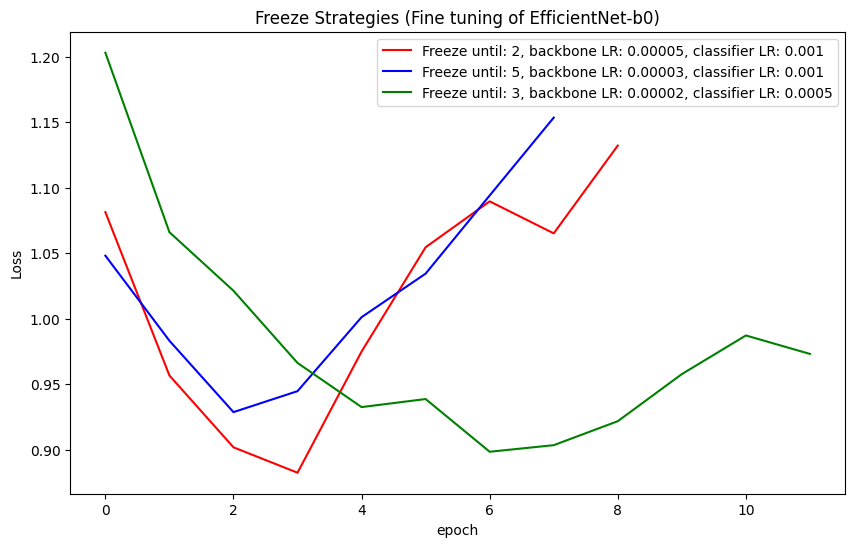 Freeze Strategies (Fine tuning of EfficientNet-b0)
Freeze until: 2, backbone LR: 0.00005, classifier LR: 0.001
Freeze until: 5, backbone LR: 0.00003, classifier LR: 0.001
Freeze until: 3, backbone LR: 0.00002, classifier LR: 0.0005
Loss
1.20
1.15
1.10
1.05
1.00
0.95
0.90
0 2 4 6 8 10
epoch